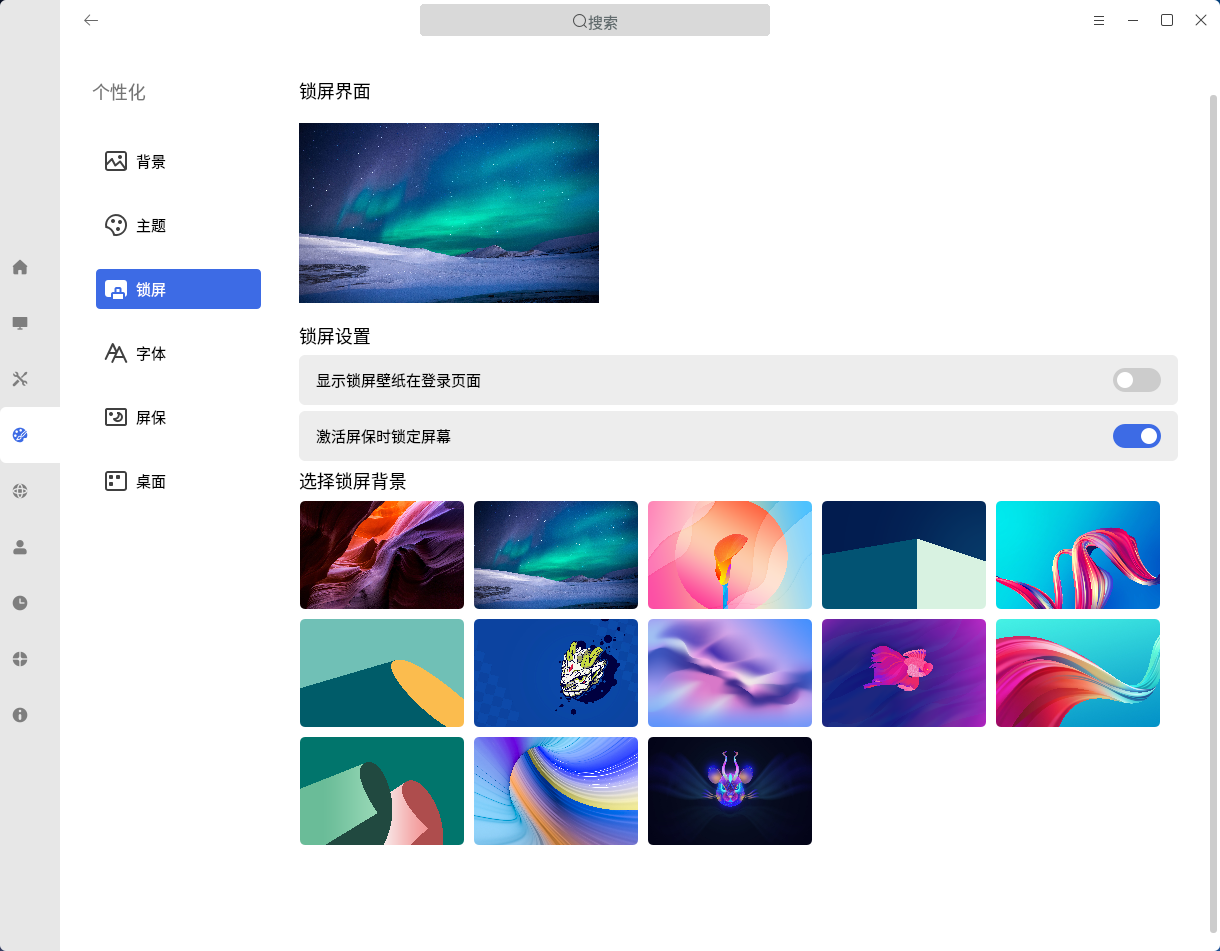 搜索
个性化
背景
主题
锁屏
字体
屏保
桌面
锁屏界面
锁屏设置
显示锁屏壁纸在登录页面
激活屏保时锁定屏幕
选择锁屏背景